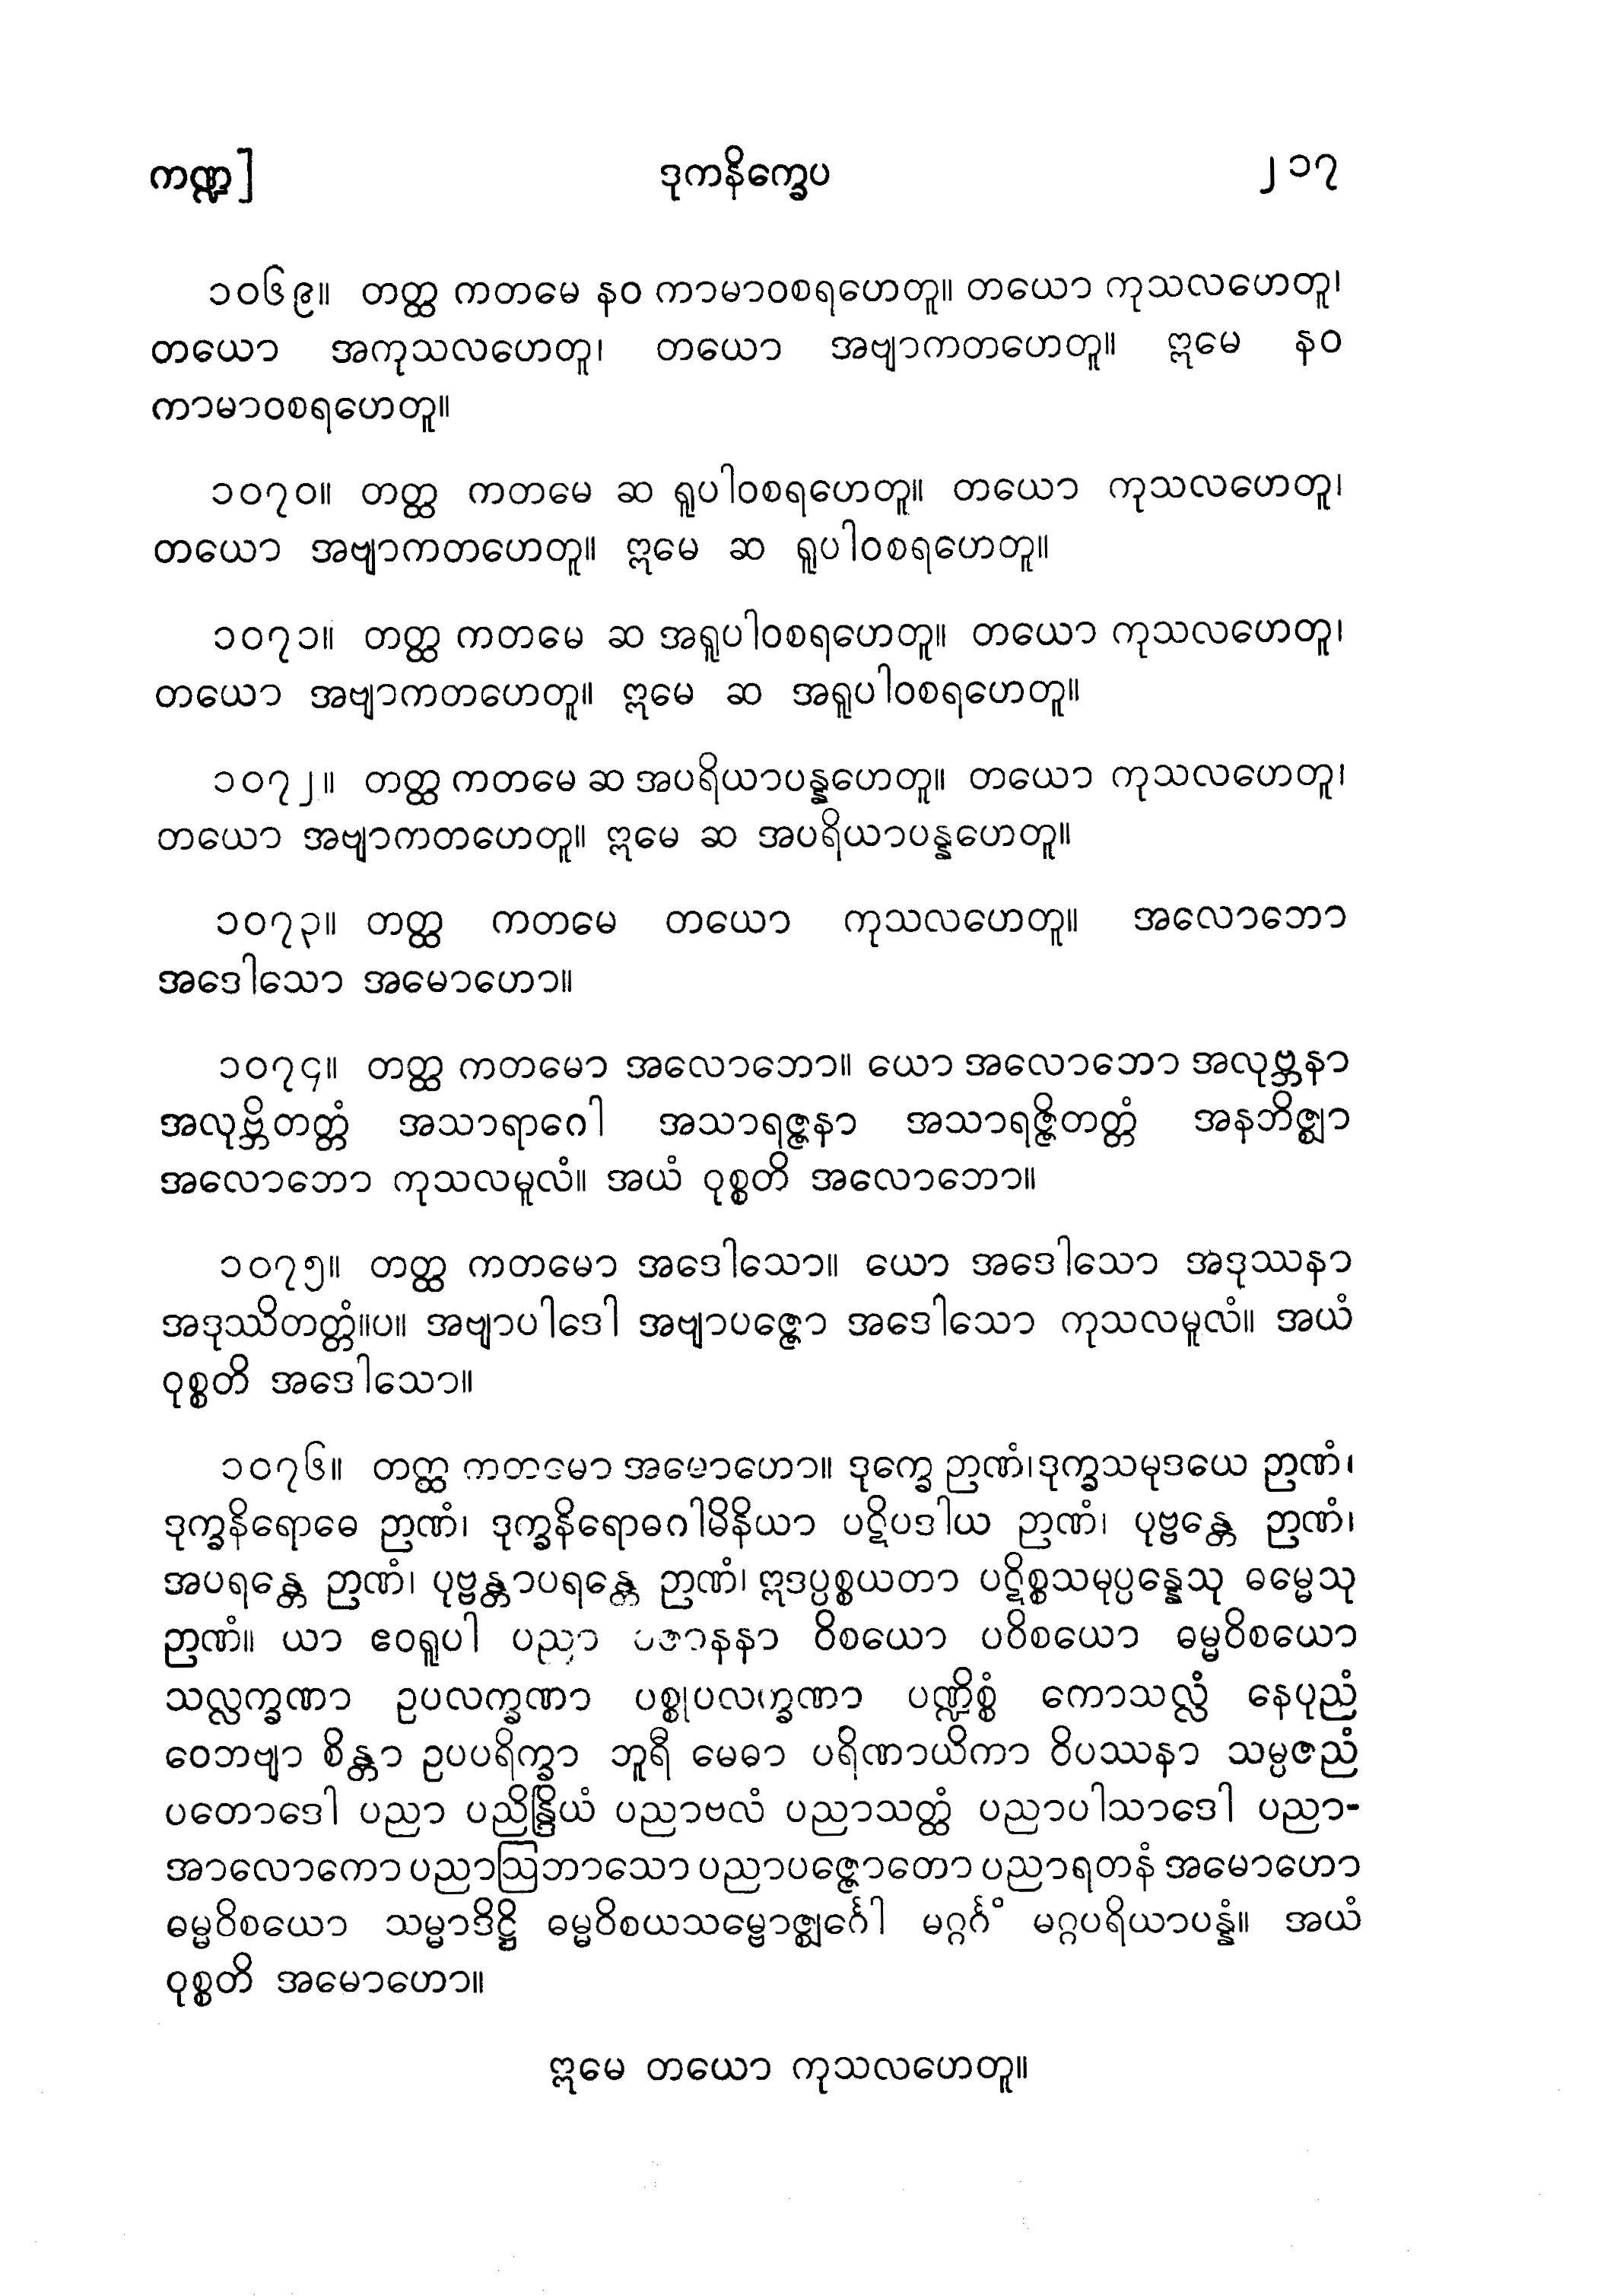 ကဏ္ဍ] ဒုကနိက္ခေပ ၂၁၇
၁၀၆၉။ တတ္ထ ကတမေ နဝ ကာမာဝစရဟေတူ။ တယော ကုသလဟေတူ၊
တယော အကုသလဟေတူ၊ တယော အဗျာကတဟေတူ။ ဣမေ နဝ
ကာမာဝစရဟေတူ။
၁၀၇၀။ တတ္ထ ကတမေ ဆ ရူပါဝစရဟေတူ။ တယော ကုသလဟေတူ၊
တယော အဗျာကတဟေတူ။ ဣမေ ဆ ရူပါဝစရဟေတူ။
၁၀၇၁။ တတ္ထ ကတမေ ဆ အရူပါဝစရဟေတူ။ တယော ကုသလဟေတူ၊
တယော အဗျာကတဟေတူ။ ဣမေ ဆ အရူပါဝစရဟေတူ။
၁၀၇၂။ တတ္ထ ကတမေ ဆ အပရိယာပန္နဟေတူ။ တယော ကုသလဟေတူ၊
တယော အဗျာကတဟေတူ။ ဣမေ ဆ အပရိယာပန္နဟေတူ။
၁၀၇၃။ တတ္ထ ကတမေ တယော ကုသလဟေတူ။ အလောဘော
အဒေါသော အမောဟော။
၁၀၇၄။ တတ္ထ ကတမော အလောဘော။ ယော အလောဘော အလုဗ္ဘနာ
အလုဗ္ဘိတတ္တံ အသာရာဂေါ အသာရဇ္ဇနာ အသာရဇ္ဇိတတ္တံ အနဘိဇ္ဈာ
အလောဘော ကုသလမူလံ။ အယံ ဝုစ္စတိ အလောဘော။
၁၀၇၅။ တတ္ထ ကတမော အဒေါသော။ ယော အဒေါသော အဒုဿနာ
အဒုဿိတတ္တံ။ပ။ အဗျာပါဒေါ အဗျာပဇ္ဇော အဒေါသော ကုသလမူလံ။ အယံ
ဝုစ္စတိ အဒေါသော။
၁၀၇၆။ တတ္ထ ကတမော အမောဟော။ ဒုက္ခေ ဉာဏံ၊ဒုက္ခသမုဒယေ ဉာဏံ၊
ဒုက္ခနိရောဓေ ဉာဏံ၊ ဒုက္ခနိရောဓဂါမိနိယာ ပဋိပဒါယ ဉာဏံ၊ ပုဗ္ဗန္တေ ဉာဏံ၊
အပရန္တေ ဉာဏံ၊ ပုဗ္ဗန္တာပရန္တေ ဉာဏံ၊ ဣဒပ္ပစ္စယတာ ပဋိစ္စသမုပ္ပန္နေသု ဓမ္မေသု
ဉာဏံ။ ယာ ဧဝရူပါ ပညာ ပဇာနနာ ဝိစယော ပဝိစယော ဓမ္မဝိစယော
သလ္လက္ခဏာ ဥပလက္ခဏာ ပစ္စုပလက္ခဏာ ပဏ္ဍိစ္စံ ကောသလ္လံ နေပုညံ
ဝေဘဗျာ စိန္တာ ဥပပရိက္ခာ ဘူရီ မေဓာ ပရိဏာယိကာ ဝိပဿနာ သမ္ပဇညံ
ပတောဒေါ ပညာ ပညိန္ဒြိယံ ပညာဗလံ ပညာသတ္ထံ ပညာပါသာဒေါ ပညာ-
အာလောကော ပညာဩဘာသော ပညာပဇ္ဇောတော ပညာရတနံ အမောဟော
ဓမ္မဝိစယော သမ္မာဒိဋ္ဌိ ဓမ္မဝိစယသမ္ဗောဇ္ဈင်္ဂေါ မဂ္ဂင်္ဂံ မဂ္ဂပရိယာပန္နံ။ အယံ
ဝုစ္စတိ အမောဟော။
ဣမေ တယော ကုသလဟေတူ။